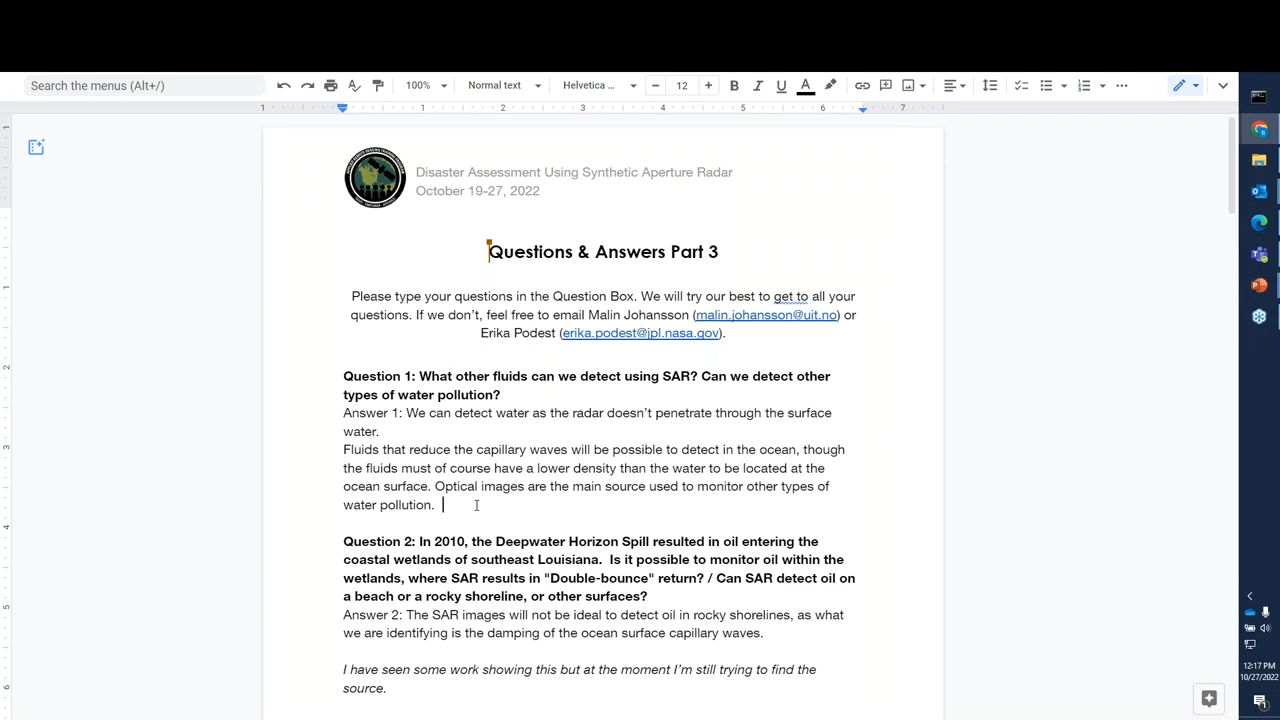 Search the menus (Alt+/)
100%
Normal text
Helvetica ...
12
1 1 2 3 4 5 6 7
Disaster Assessment Using Synthetic Aperture Radar
October 19-27, 2022
Questions & Answers Part 3
Please type your questions in the Question Box. We will try our best to get to all your
questions. If we don't, feel free to email Malin Johansson (malin.johansson@uit.no) or
Erika Podest (erika.podest@jpl.nasa.gov).
Question 1: What other fluids can we detect using SAR? Can we detect other
types of water pollution?
Answer 1: We can detect water as the radar doesn't penetrate through the surface
water.
Fluids that reduce the capillary waves will be possible to detect in the ocean, though
the fluids must of course have a lower density than the water to be located at the
ocean surface. Optical images are the main source used to monitor other types of
water pollution.
Question 2: In 2010, the Deepwater Horizon Spill resulted in oil entering the
coastal wetlands of southeast Louisiana.  Is it possible to monitor oil within the
wetlands, where SAR results in "Double-bounce" return? / Can SAR detect oil on
a beach or a rocky shoreline, or other surfaces?
Answer 2: The SAR images will not be ideal to detect oil in rocky shorelines, as what
we are identifying is the damping of the ocean surface capillary waves.
I have seen some work showing this but at the moment I'm still trying to find the
source.
12:17 PM
10/27/2022